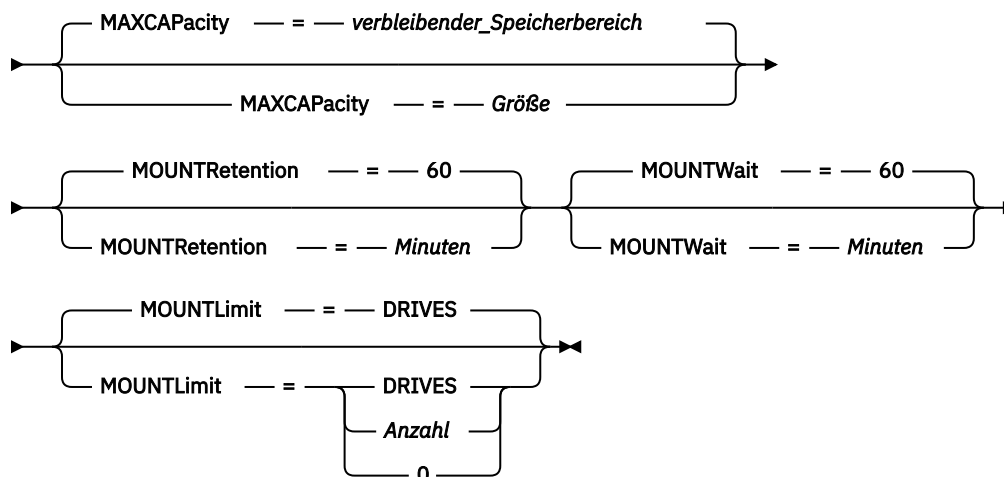 MAXCAPacity = verbleibender_Speicherbereich
MAXCAPacity = Größe
MOUNTRetention = 60 MOUNTWait = 60
MOUNTRetention = Minuten MOUNTWait = Minuten
MOUNTLimit = DRIVES
MOUNTLimit = DRIVES
Anzahl
0